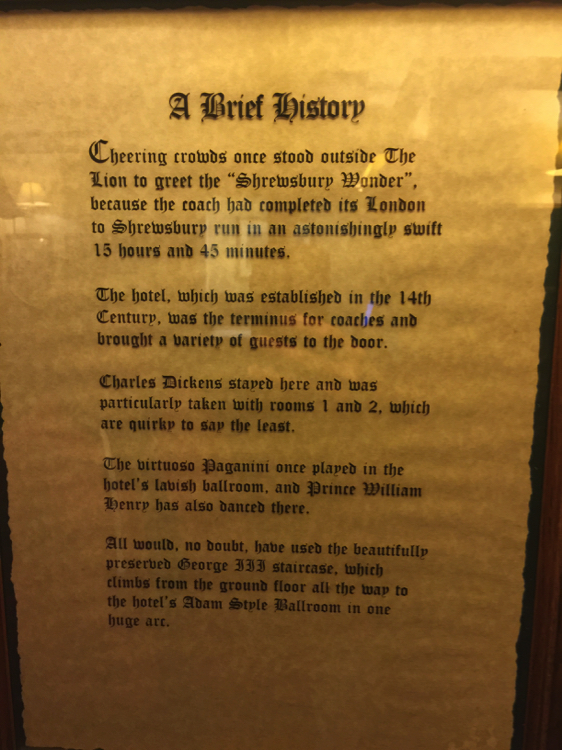 A Brief History
Cheering crowds once stood outside The
Lion to greet the “Shrewsbury Wonder”,
because the coach had completed its London
to Shrewsbury run in an astonishingly swift
15 hours and 45 minutes.
The hotel, which was established in the 14th
Century, was the terminus for coaches and
brought a variety of guests to the door.
Charles Dickens stayed here and was
particularly taken with rooms 1 and 2, which
are quirky to say the least.
The virtuoso Paganini once played in the
hotel's lavish ballroom, and Prince William
Henry has also danced there.
All would, no doubt, have used the beautifully
preserved George III staircase, which
climbs from the ground floor all the way to
the hotel's Adam Style Ballroom in one
huge arc.